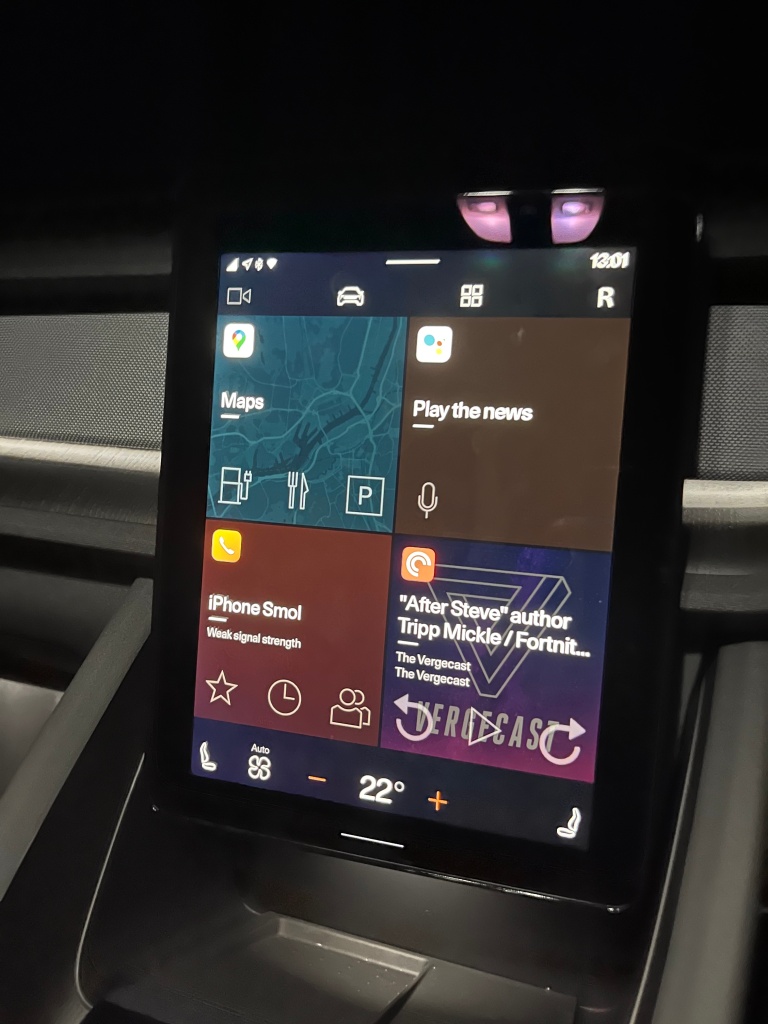 13:01
R
Maps
P
Play the news
iPhone Smol
Weak signal strength
"After Steve" author
Tripp Mickle / Fortnit...
The Vergecast
The Vergecast
VERGECAST
Auto
22°